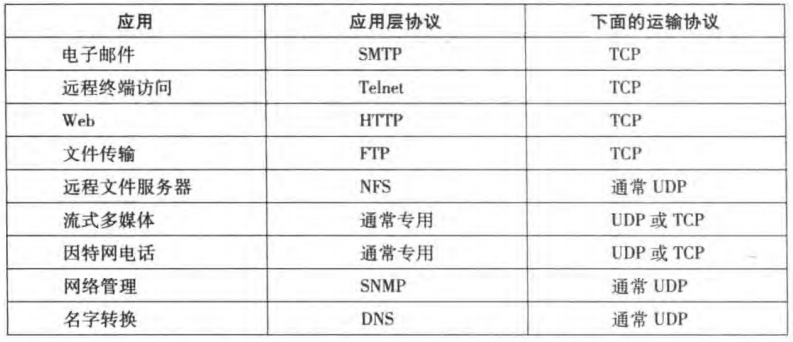 应用 应用层协议 下面的运输协议
电子邮件 SMTP TCP
远程终端访问 Telnet TCP
Web HTTP TCP
文件传输 FTP TCP
远程文件服务器 NFS 通常 UDP
流式多媒体 通常专用 UDP 或 TCP
因特网电话 通常专用 UDP 或 TCP
网络管理 SNMP 通常 UDP
名字转换 DNS 通常 UDP